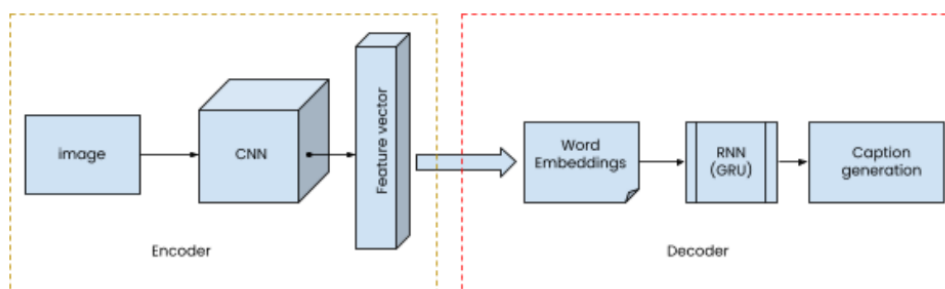 image
CNN
Feature vector
Word
Embeddings
RNN
(GRU)
Caption
generation
Encoder
Decoder